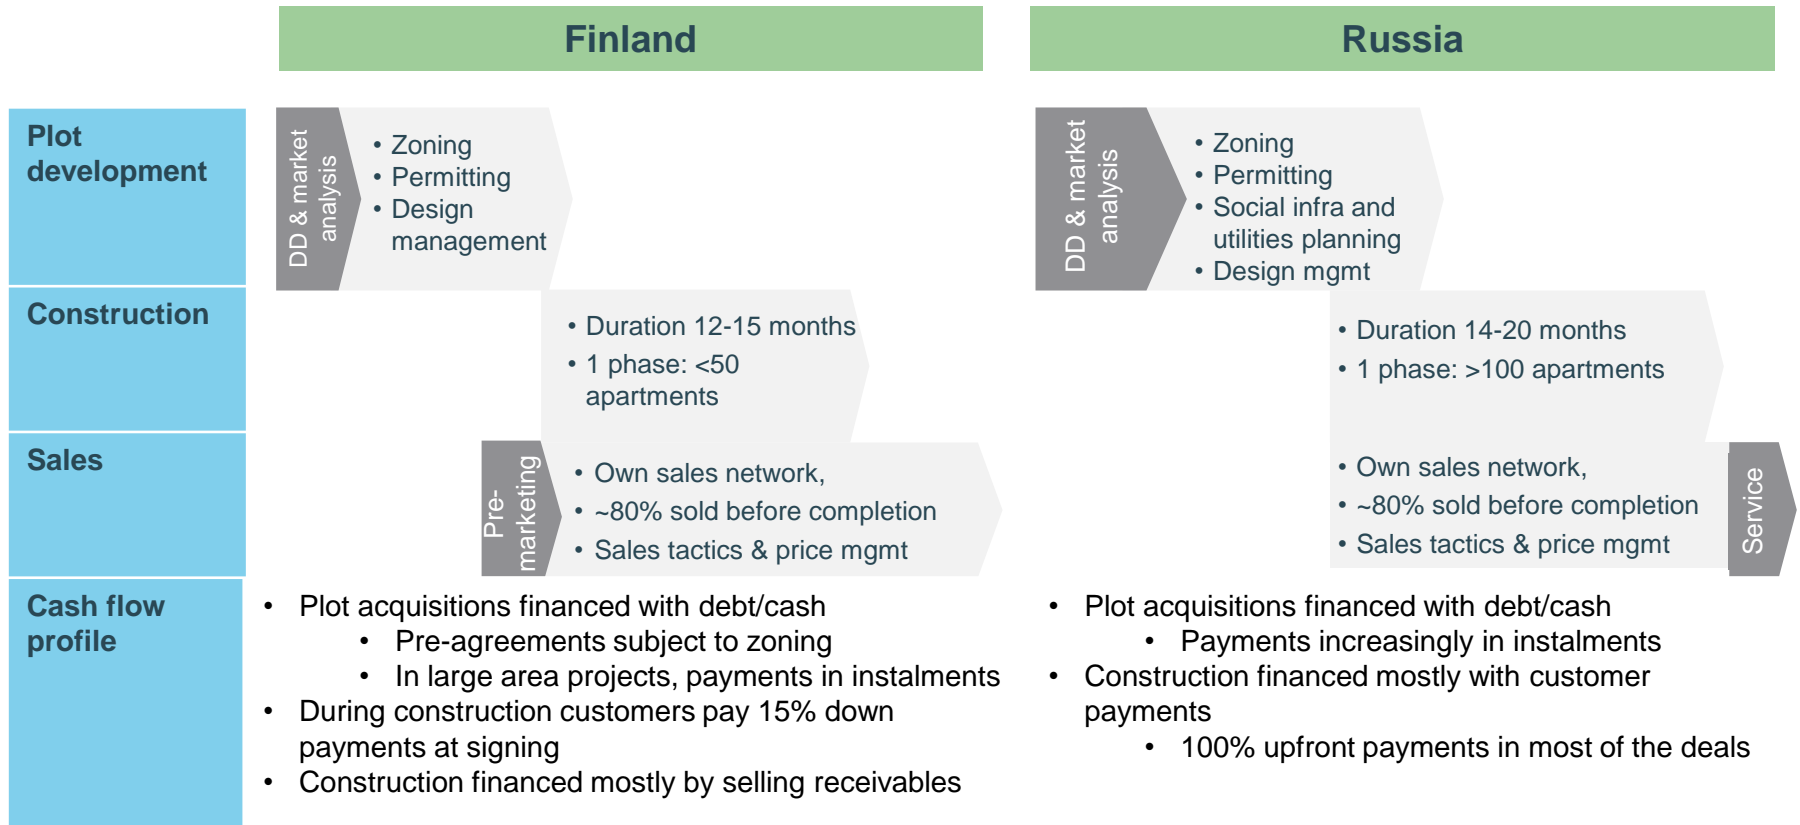 Finland
Russia
Plot
development
DD & market
analysis
• Zoning
• Permitting
• Design
management
DD & market
analysis
• Zoning
• Permitting
• Social infra and
utilities planning
• Design mgmt
Construction
• Duration 12-15 months
• 1 phase: <50
apartments
• Duration 14-20 months
• 1 phase: >100 apartments
Sales
Pre-
marketing
• Own sales network,
• ~80% sold before completion
• Sales tactics & price mgmt
• Own sales network,
• ~80% sold before completion
• Sales tactics & price mgmt
Service
Cash flow
profile
• Plot acquisitions financed with debt/cash
• Pre-agreements subject to zoning
• In large area projects, payments in instalments
• During construction customers pay 15% down
payments at signing
• Construction financed mostly by selling receivables
• Plot acquisitions financed with debt/cash
• Payments increasingly in instalments
• Construction financed mostly with customer
payments
• 100% upfront payments in most of the deals